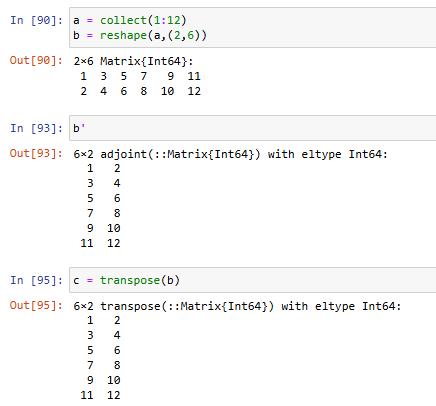 In [90]: a = collect(1:12)
b = reshape(a,(2,6))
Out[90]: 2×6 Matrix{Int64}:
1 3 5 7 9 11
2 4 6 8 10 12
In [93]: b'
Out[93]: 6×2 adjoint(::Matrix{Int64}) with eltype Int64:
1 2
3 4
5 6
7 8
9 10
11 12
In [95]: c = transpose(b)
Out[95]: 6×2 transpose(::Matrix{Int64}) with eltype Int64:
1 2
3 4
5 6
7 8
9 10
11 12